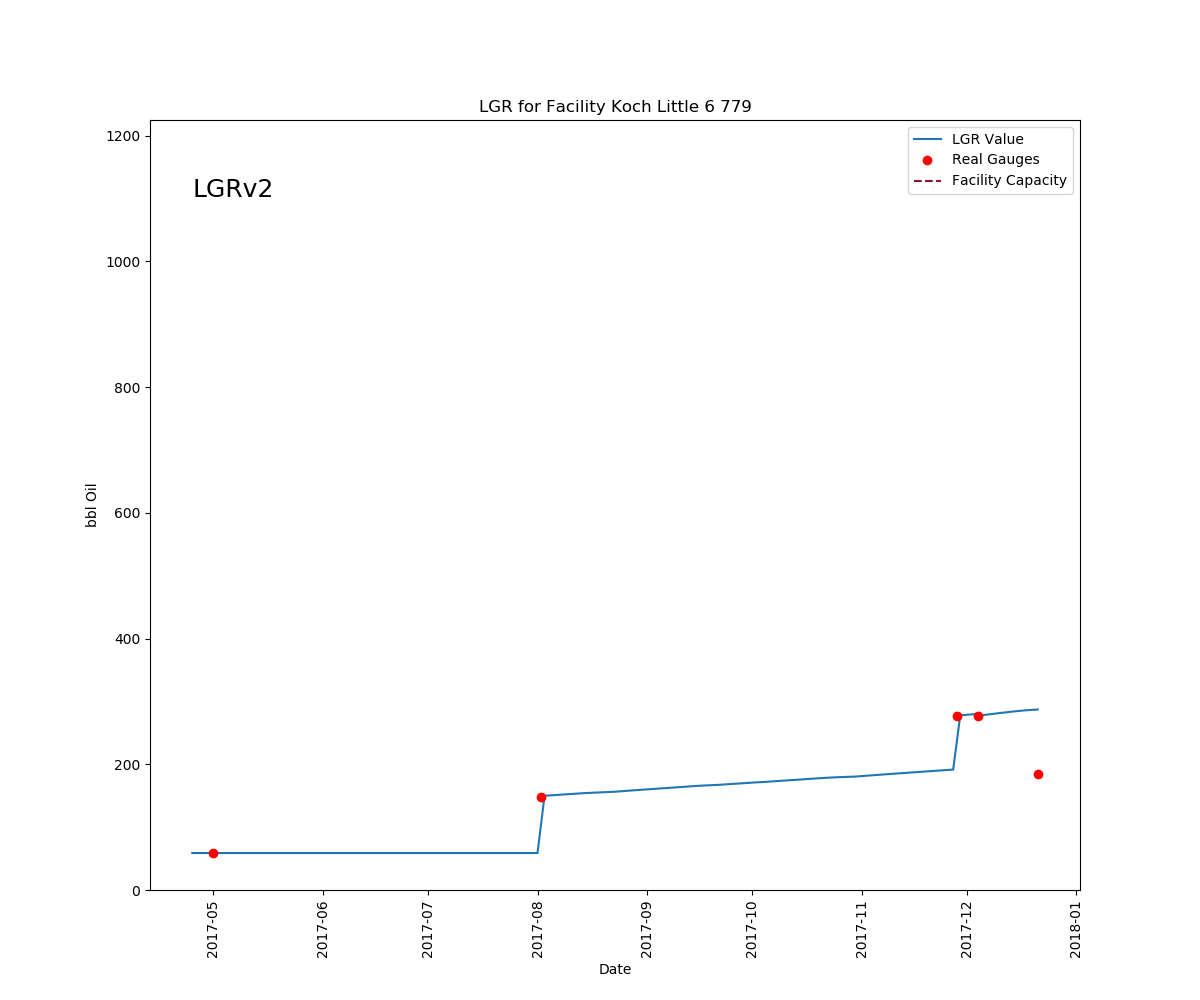 LGR for Facility Koch Little 6 779
LGR Value
Real Gauges
Facility Capacity
LGRv2
1200
1000
800
600
400
200
0
bbl Oil
2017-05
2017-06
2017-07
2017-08
2017-09
2017-10
2017-11
2017-12
2018-01
Date